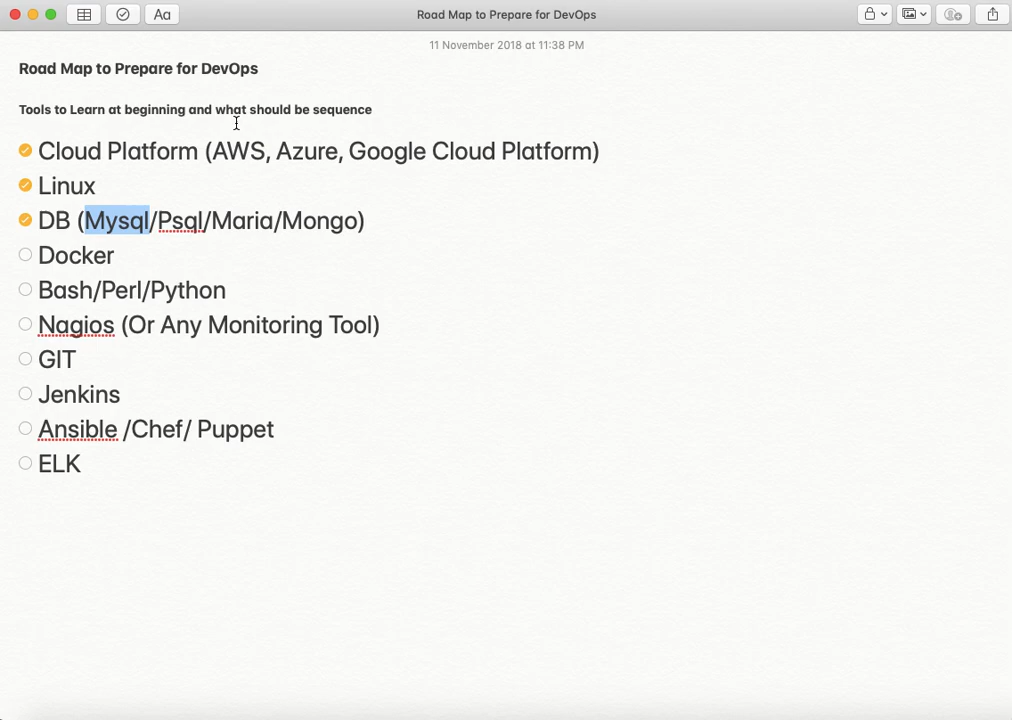 Aa
Road Map to Prepare for DevOps
11 November 2018 at 11:38 PM
Road Map to Prepare for DevOps
Tools to Learn at beginning and what should be sequence
Cloud Platform (AWS, Azure, Google Cloud Platform)
Linux
DB (Mysql/Psql/Maria/Mongo)
Docker
Bash/Perl/Python
Nagios (Or Any Monitoring Tool)
GIT
Jenkins
Ansible /Chef/ Puppet
ELK